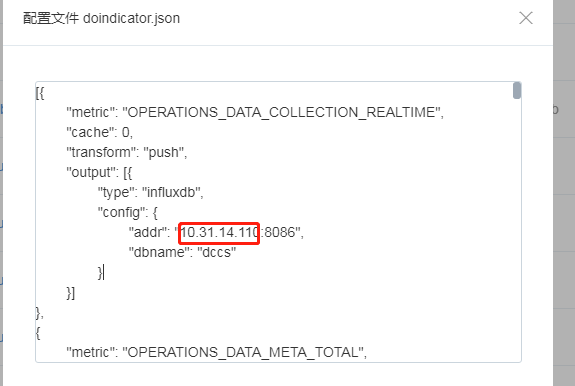 配置文件 doindicator.json
[{
"metric": "OPERATIONS_DATA_COLLECTION_REALTIME",
"cache": 0,
"transform": "push",
"output": [{
"type": "influxdb",
"config": {
"addr": "10.31.14.110:8086",
"dbname": "dccs"
}
}]
},
{
"metric": "OPERATIONS_DATA_META_TOTAL",